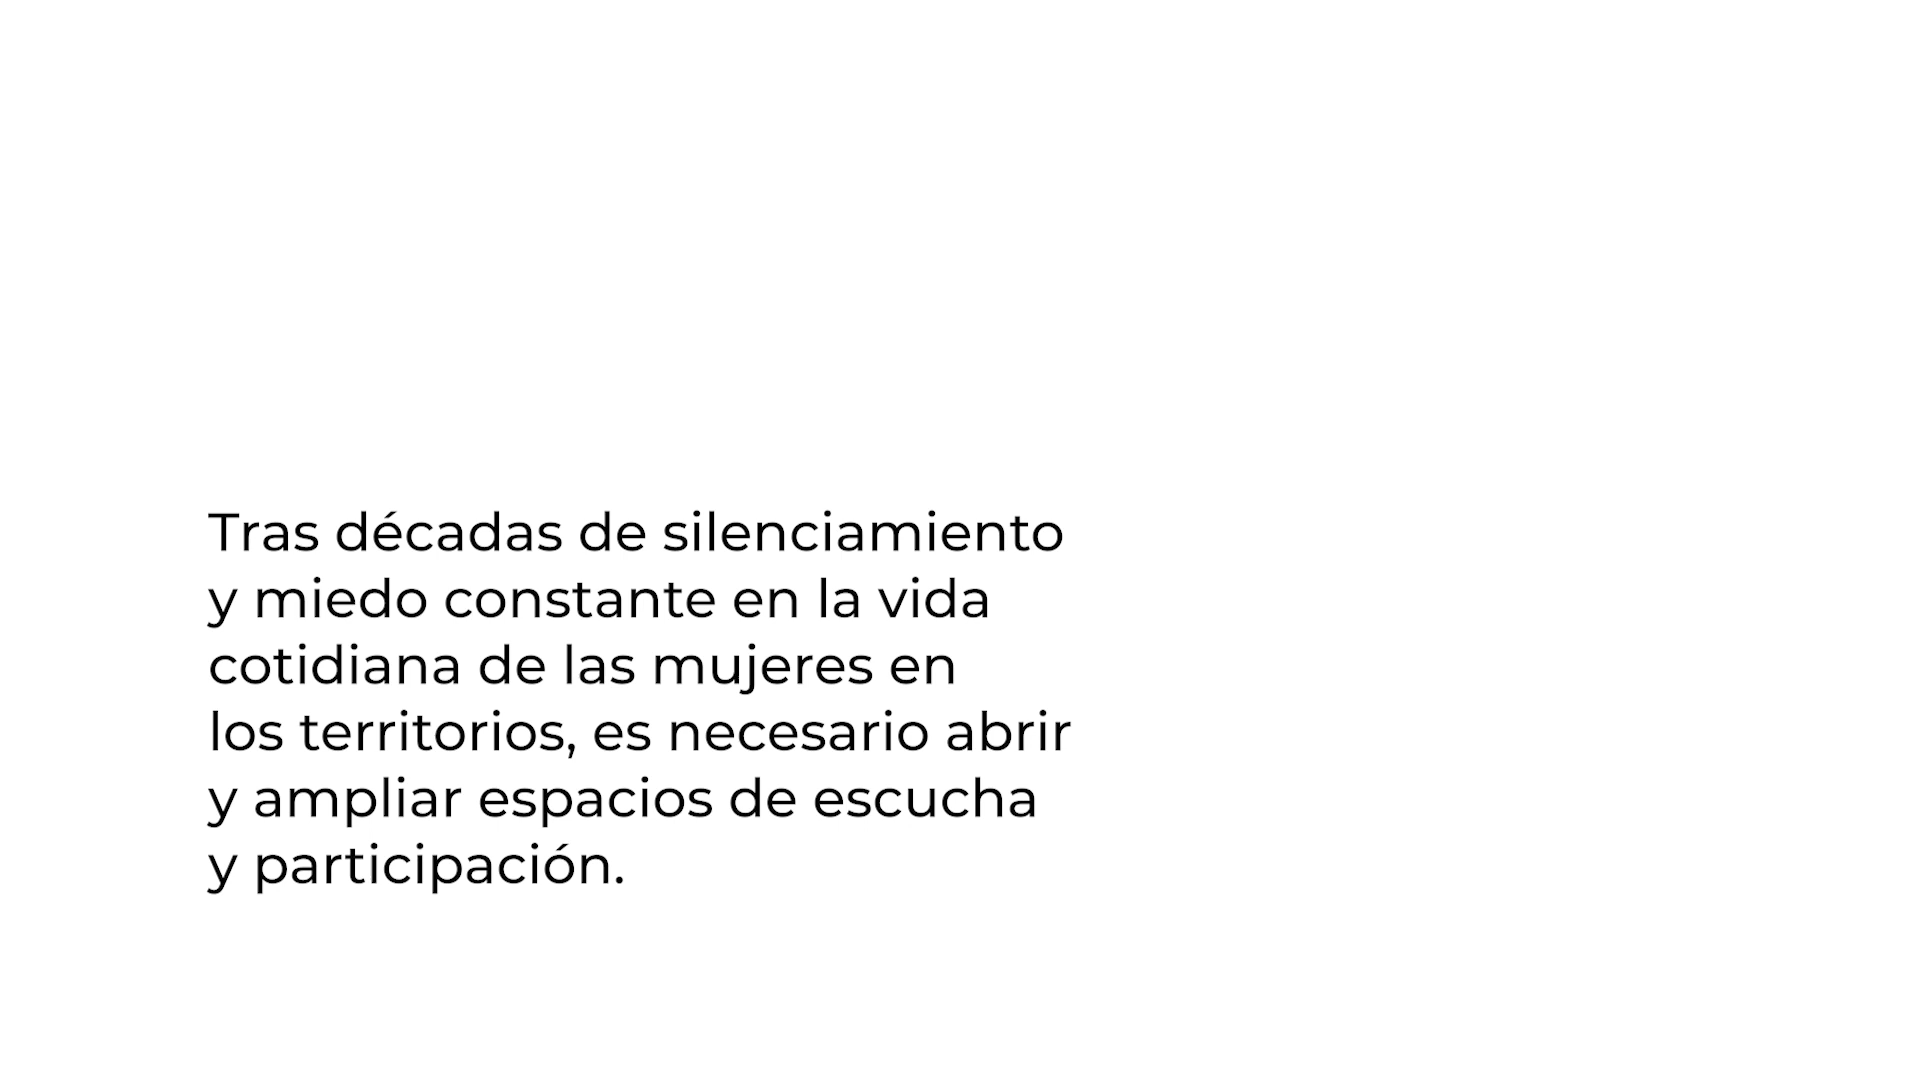 Tras décadas de silenciamiento
y miedo constante en la vida
cotidiana de las mujeres en
los territorios, es necesario abrir
y ampliar espacios de escucha
y participación.